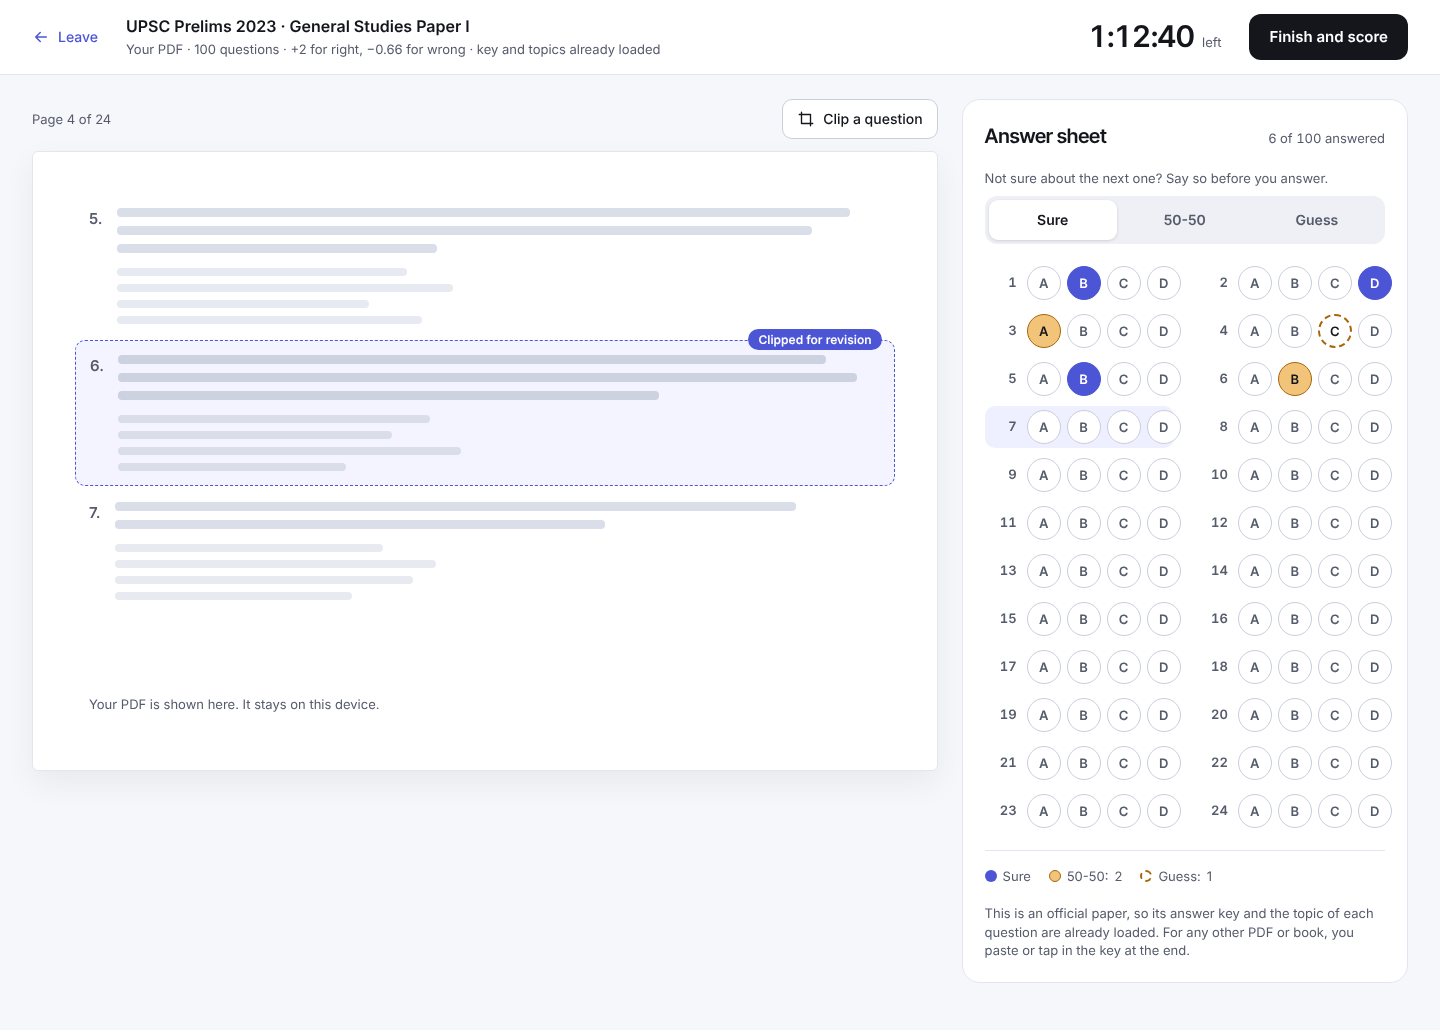 Leave
UPSC Prelims 2023 · General Studies Paper I
Your PDF · 100 questions · +2 for right, −0.66 for wrong · key and topics already loaded
1:12:40 left
Finish and score
Page 4 of 24
Clip a question
5.
Clipped for revision
6.
7.
Your PDF is shown here. It stays on this device.
Answer sheet
6 of 100 answered
Not sure about the next one? Say so before you answer.
Sure 50-50 Guess
1 A B C D 2 A B C D
3 A B C D 4 A B C D
5 A B C D 6 A B C D
7 A B C D 8 A B C D
9 A B C D 10 A B C D
11 A B C D 12 A B C D
13 A B C D 14 A B C D
15 A B C D 16 A B C D
17 A B C D 18 A B C D
19 A B C D 20 A B C D
21 A B C D 22 A B C D
23 A B C D 24 A B C D
Sure 50-50: 2 Guess: 1
This is an official paper, so its answer key and the topic of each
question are already loaded. For any other PDF or book, you
paste or tap in the key at the end.